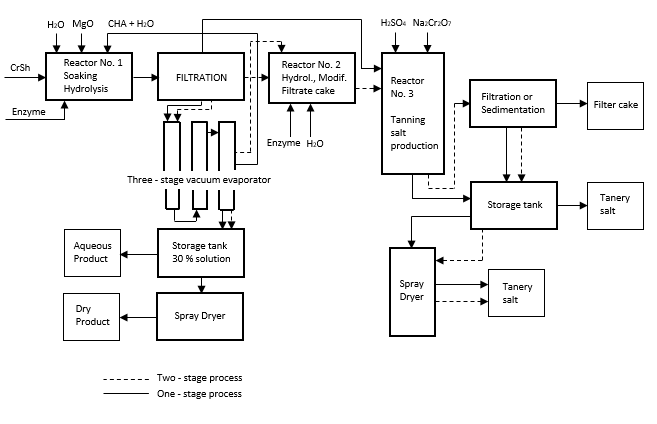 H₂O MgO CHA + H₂O
H₂SO₄ Na₂Cr₂O₇
CrSh
Enzyme
Reactor No. 1
Soaking
Hydrolysis
FILTRATION
Reactor No. 2
Hydrol., Modif.
Filtrate cake
Enzyme H₂O
Reactor
No. 3
Tanning
salt
production
Filtration or
Sedimentation
Filter cake
Three - stage vacuum evaporator
Storage tank
Tanery
salt
Aqueous
Product
Storage tank
30 % solution
Spray
Dryer
Tanery
salt
Dry
Product
Spray Dryer
Two - stage process
One - stage process